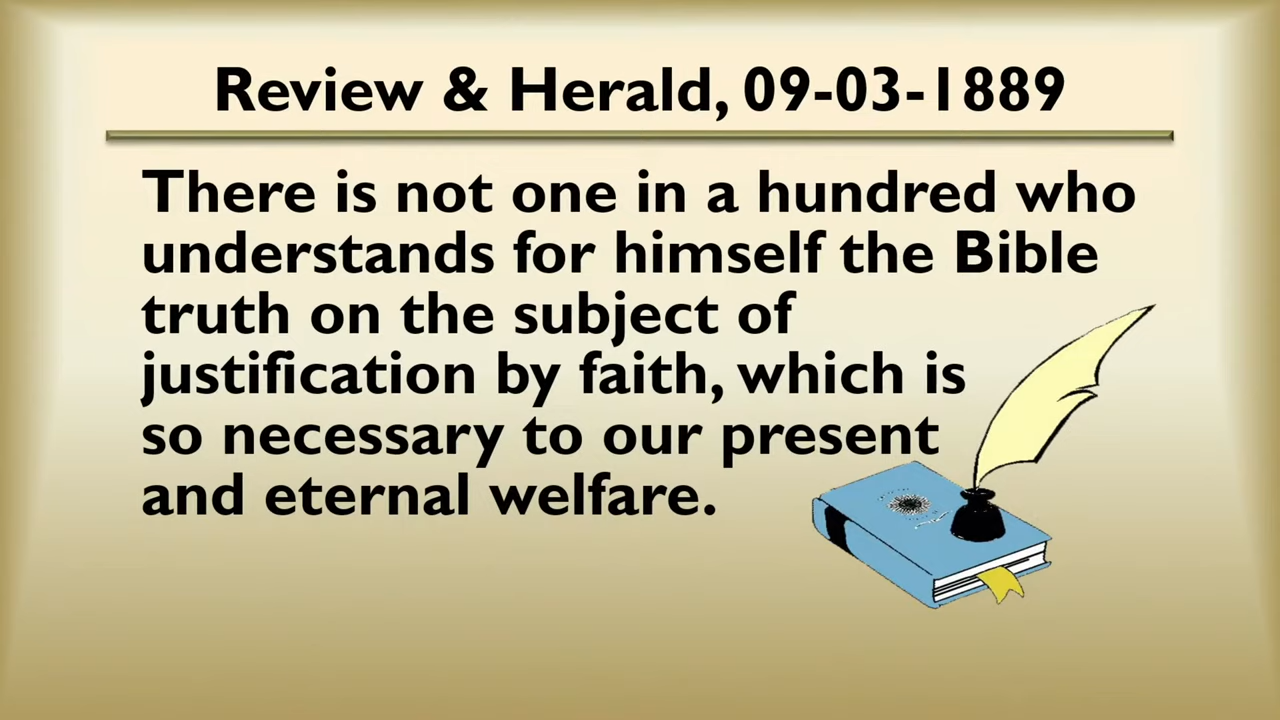 Review & Herald, 09-03-1889
There is not one in a hundred who
understands for himself the Bible
truth on the subject of
justification by faith, which is
so necessary to our present
and eternal welfare.